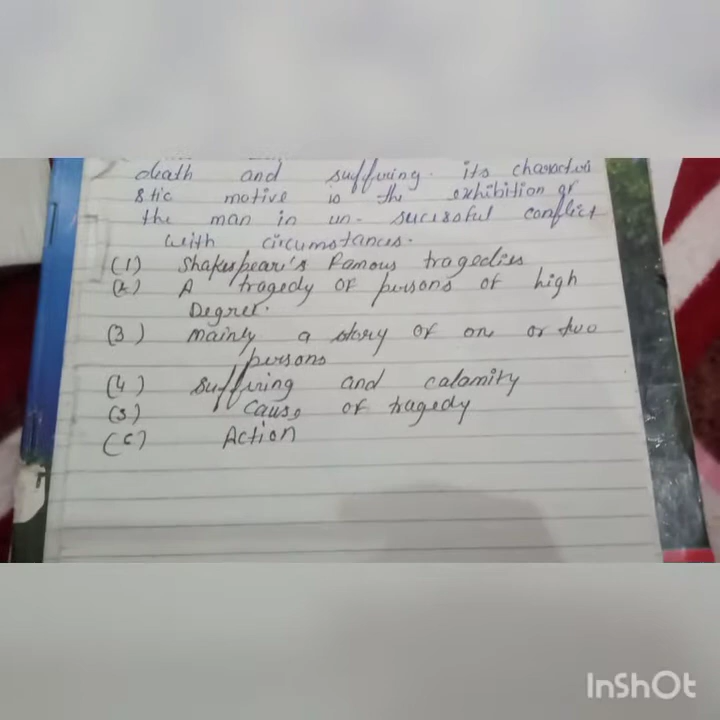 death and suffering. its characteri
stic motive is the exhibition of
the man in un-sucessful conflict
with circumstances.
(1) Shakespear's Famous tragedies
(2) A tragedy of persons of high
Degree.
(3) mainly a story of one or two
persons
(4) suffring and calamity
(5) Cause of tragedy
(6) Action
InShOt